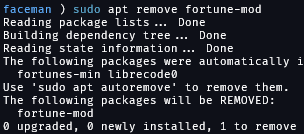 faceman ) sudo apt remove fortune-mod
Reading package lists... Done
Building dependency tree... Done
Reading state information... Done
The following packages were automatically i
  fortunes-min librecode0
Use 'sudo apt autoremove' to remove them.
The following packages will be REMOVED:
  fortune-mod
0 upgraded, 0 newly installed, 1 to remove